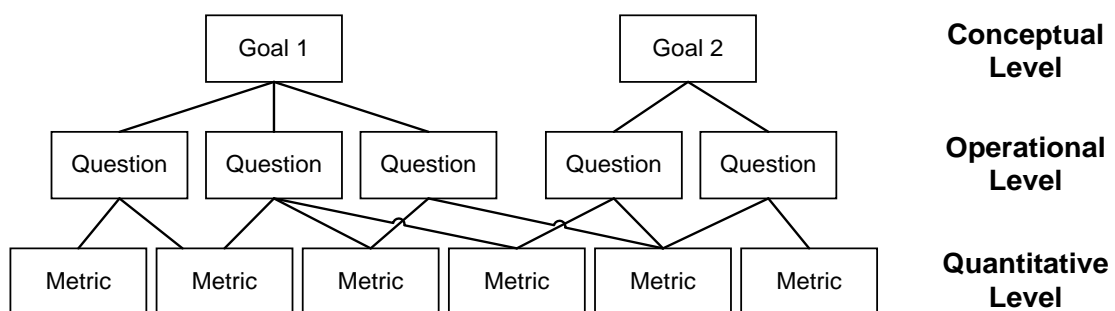 Goal 1
Goal 2
Conceptual
Level
Question
Question
Question
Question
Question
Operational
Level
Metric
Metric
Metric
Metric
Metric
Metric
Quantitative
Level